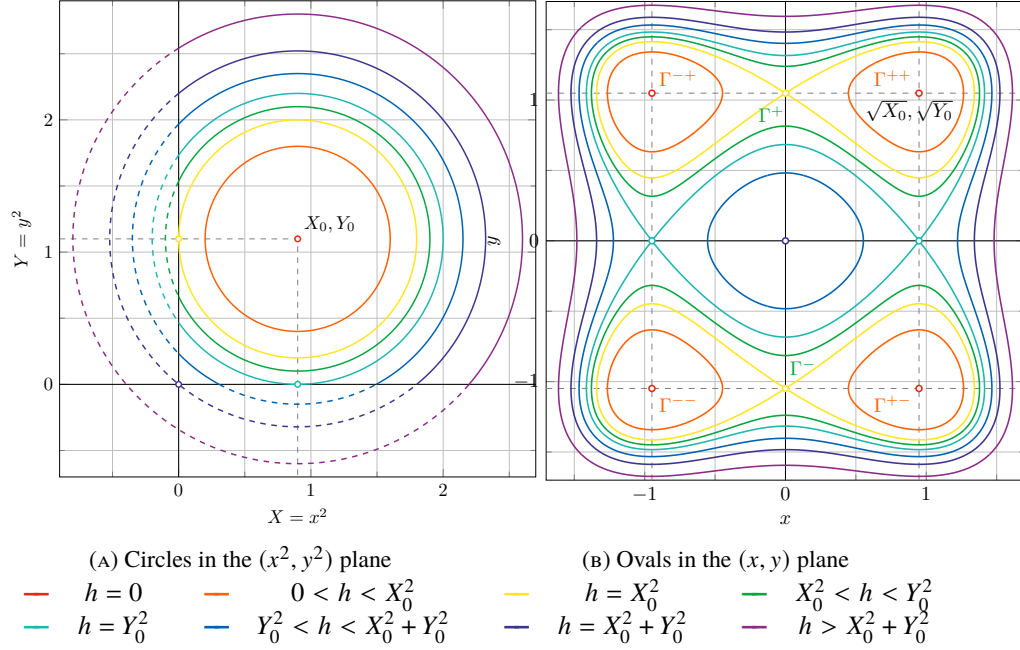 2
1
0
Y = y²
X₀, Y₀
0 1 2
X = x²
1
0
−1
y
Γ⁻⁺
Γ⁺⁺
√X₀, √Y₀
Γ⁺
Γ⁻
Γ⁻⁻
Γ⁺⁻
−1 0 1
x
(A) Circles in the (x², y²) plane
(B) Ovals in the (x, y) plane
h = 0 0 < h < X₀² h = X₀² X₀² < h < Y₀²
h = Y₀² Y₀² < h < X₀² + Y₀² h = X₀² + Y₀² h > X₀² + Y₀²